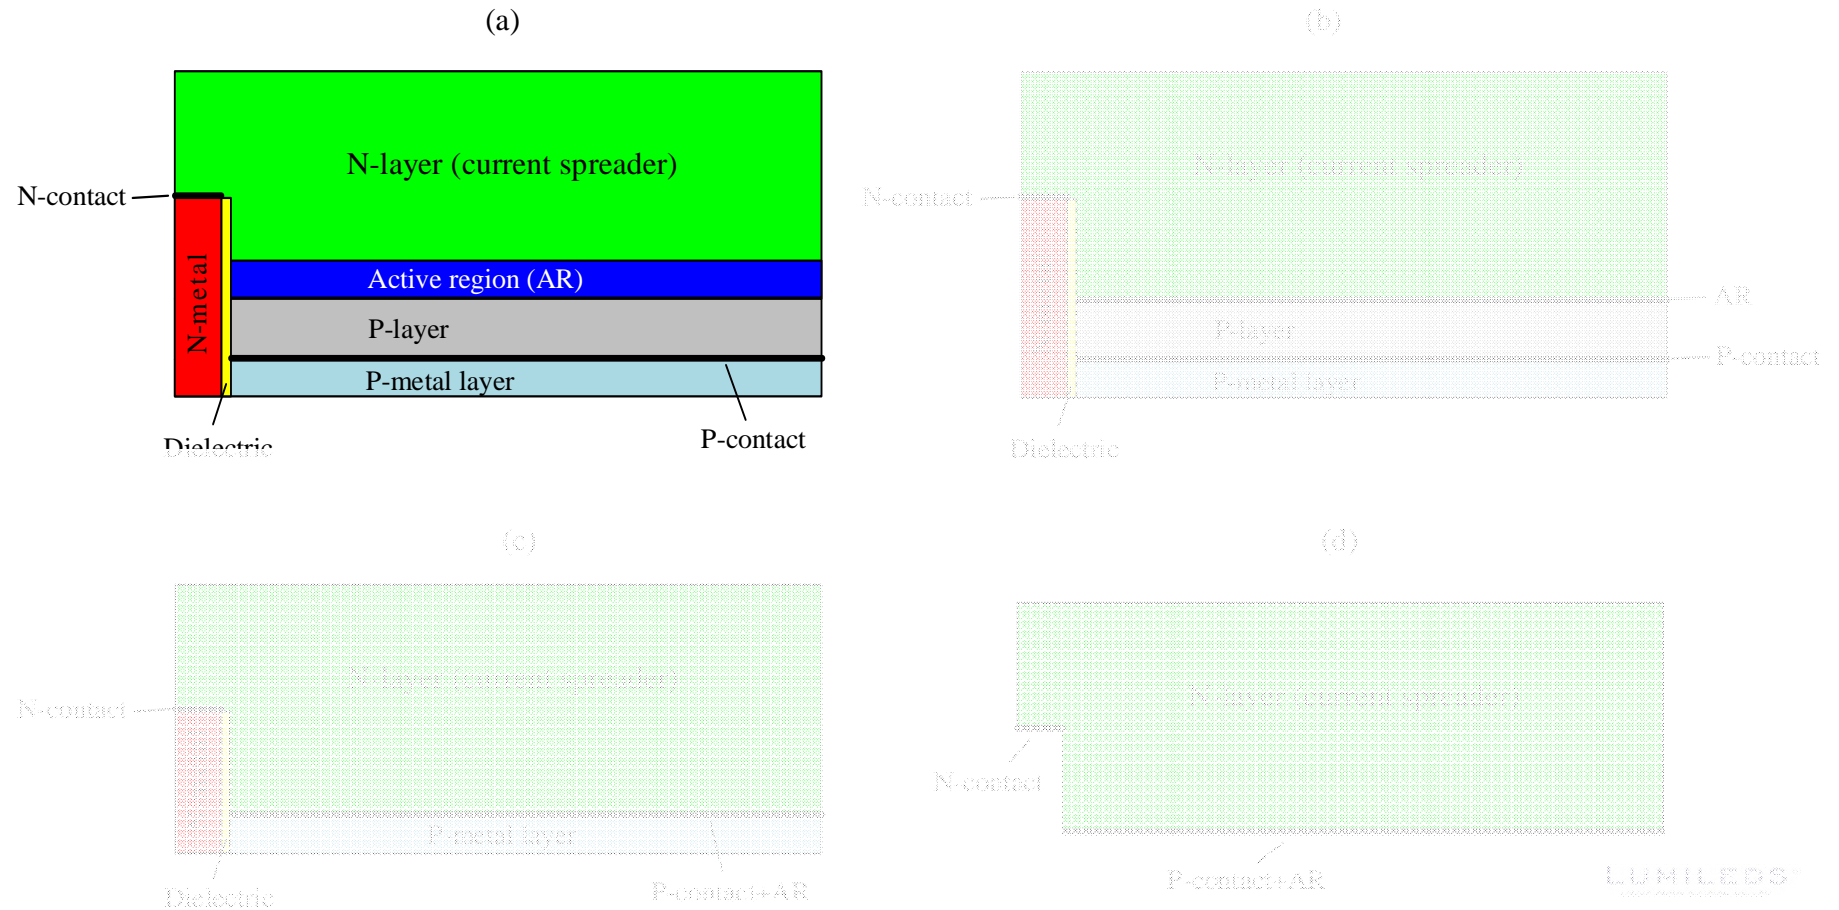 (a)
(b)
N-layer (current spreader)
N-contact
Active region (AR)
N-metal
P-layer
P-metal layer
Dielectric
P-contact
N-layer (current spreader)
N-contact
AR
P-layer
P-contact
P-metal layer
Dielectric
(c)
(d)
N-layer (current spreader)
N-contact
P-metal layer
Dielectric
P-contact+AR
N-layer (current spreader)
N-contact
P-contact+AR
LUMILEDS